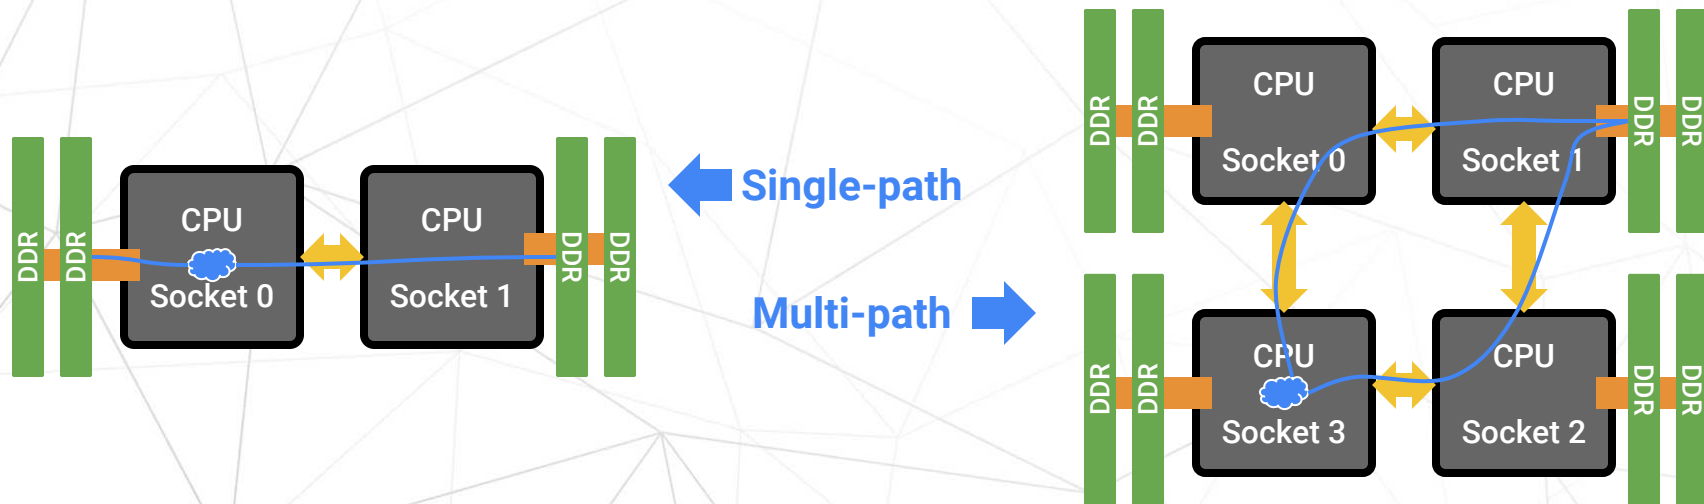 DDR
DDR
CPU
Socket 0
CPU
Socket 1
DDR
DDR
Single-path
Multi-path
DDR
DDR
CPU
Socket 0
CPU
Socket 1
DDR
DDR
DDR
DDR
CPU
Socket 3
CPU
Socket 2
DDR
DDR